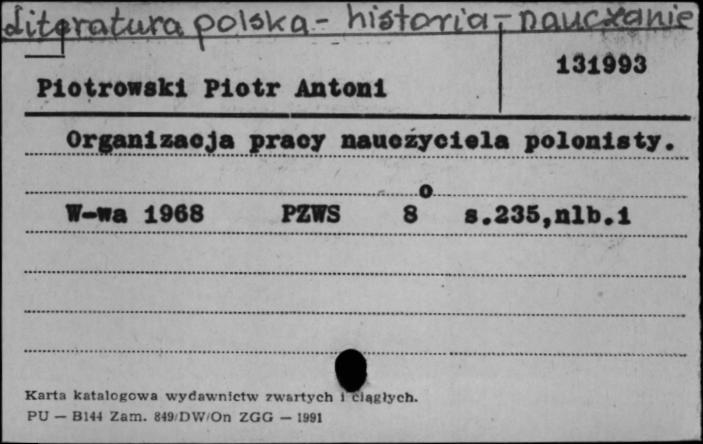 Literatura polska - historia - nauczanie
131993
Piotrowski Piotr Antoni
Organizacja pracy nauczyciela polonisty.
W-wa 1968 PZWS 8o s.235,nlb.1
Karta katalogowa wydawnictw zwartych i ciągłych.
PU — B144 Zam. 849/DW/On ZGG — 1991